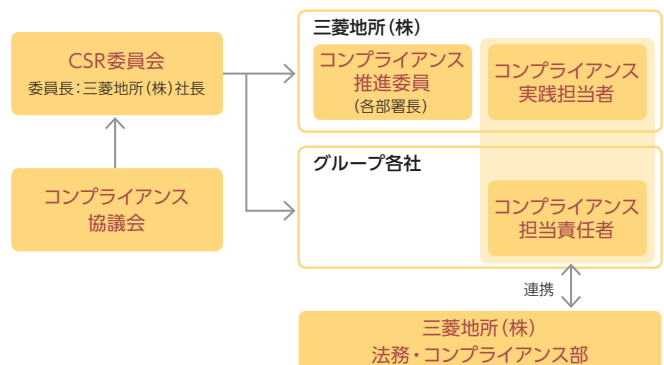 CSR委員会
委員長：三菱地所（株）社長
コンプライアンス
協議会
三菱地所（株）
コンプライアンス
推進委員
（各部署長）
コンプライアンス
実践担当者
グループ各社
コンプライアンス
担当責任者
連携
三菱地所（株）
法務・コンプライアンス部